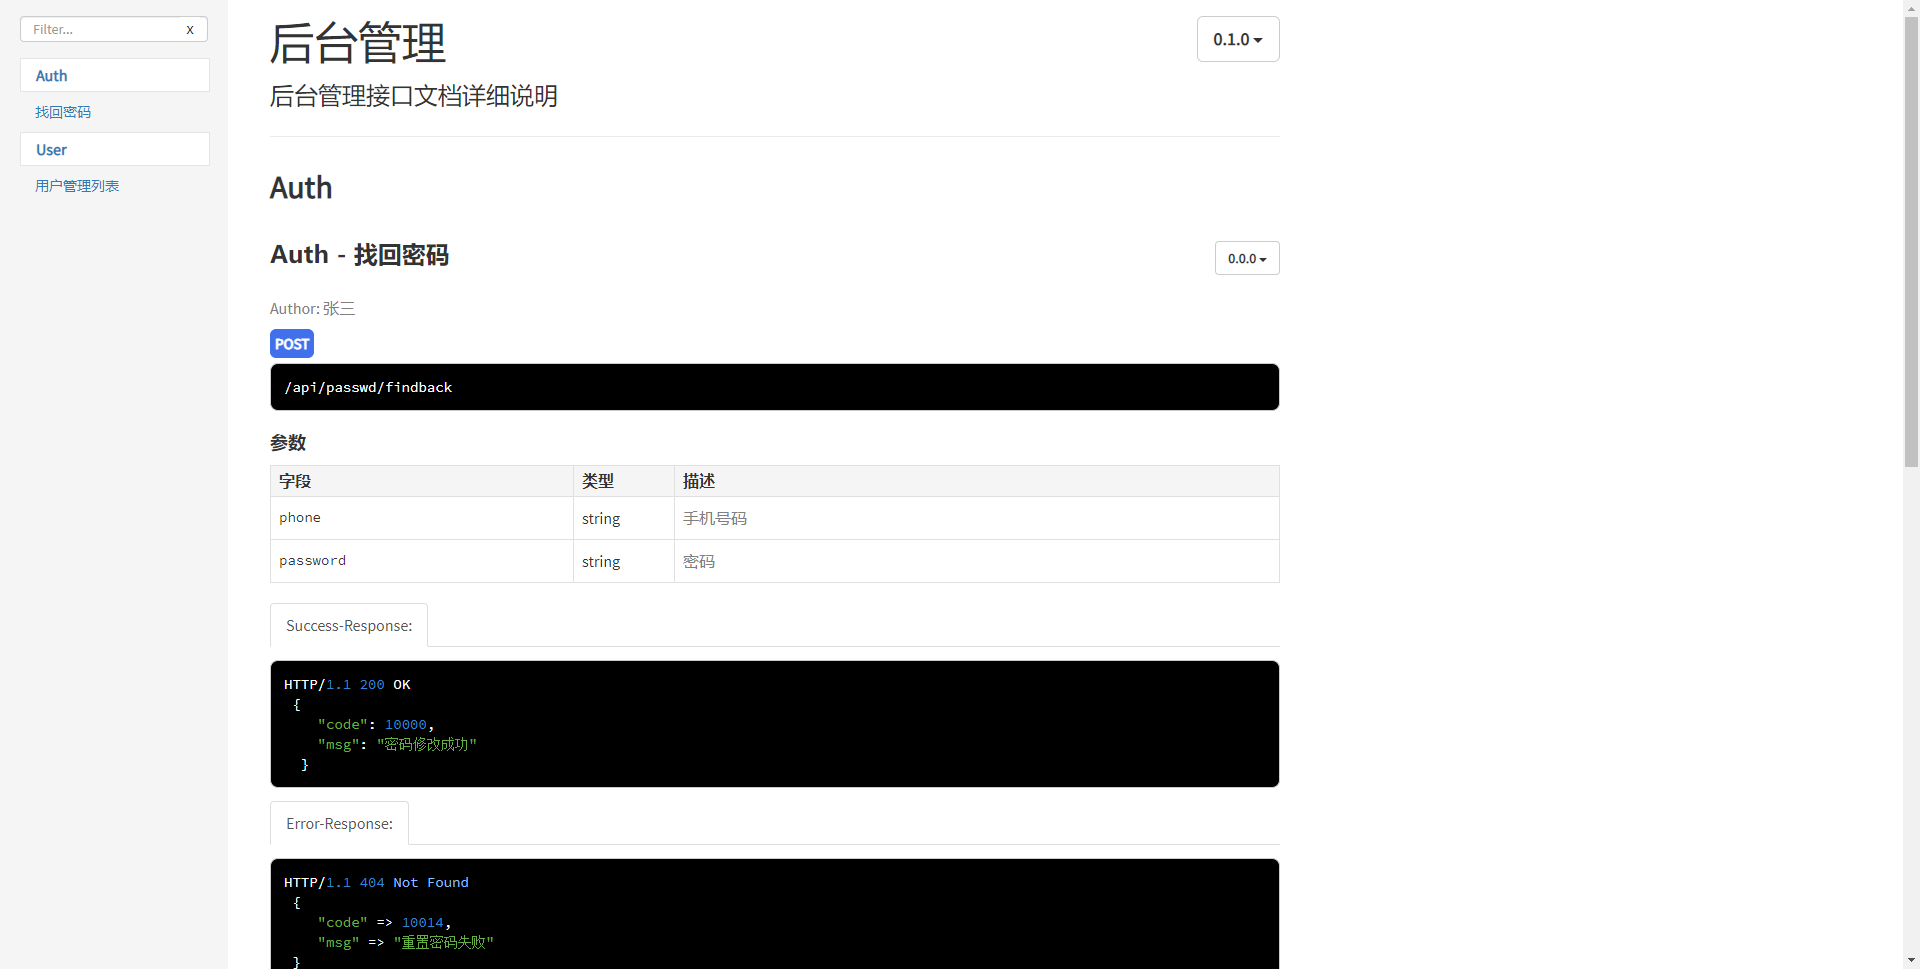 Filter...
x
Auth
找回密码
User
用户管理列表
后台管理
0.1.0
后台管理接口文档详细说明
Auth
Auth - 找回密码
0.0.0
Author: 张三
POST
/api/passwd/findback
参数
字段 类型 描述
phone string 手机号码
password string 密码
Success-Response:
HTTP/1.1 200 OK
{
"code": 10000,
"msg": "密码修改成功"
}
Error-Response:
HTTP/1.1 404 Not Found
{
"code" => 10014,
"msg" => "重置密码失败"
}